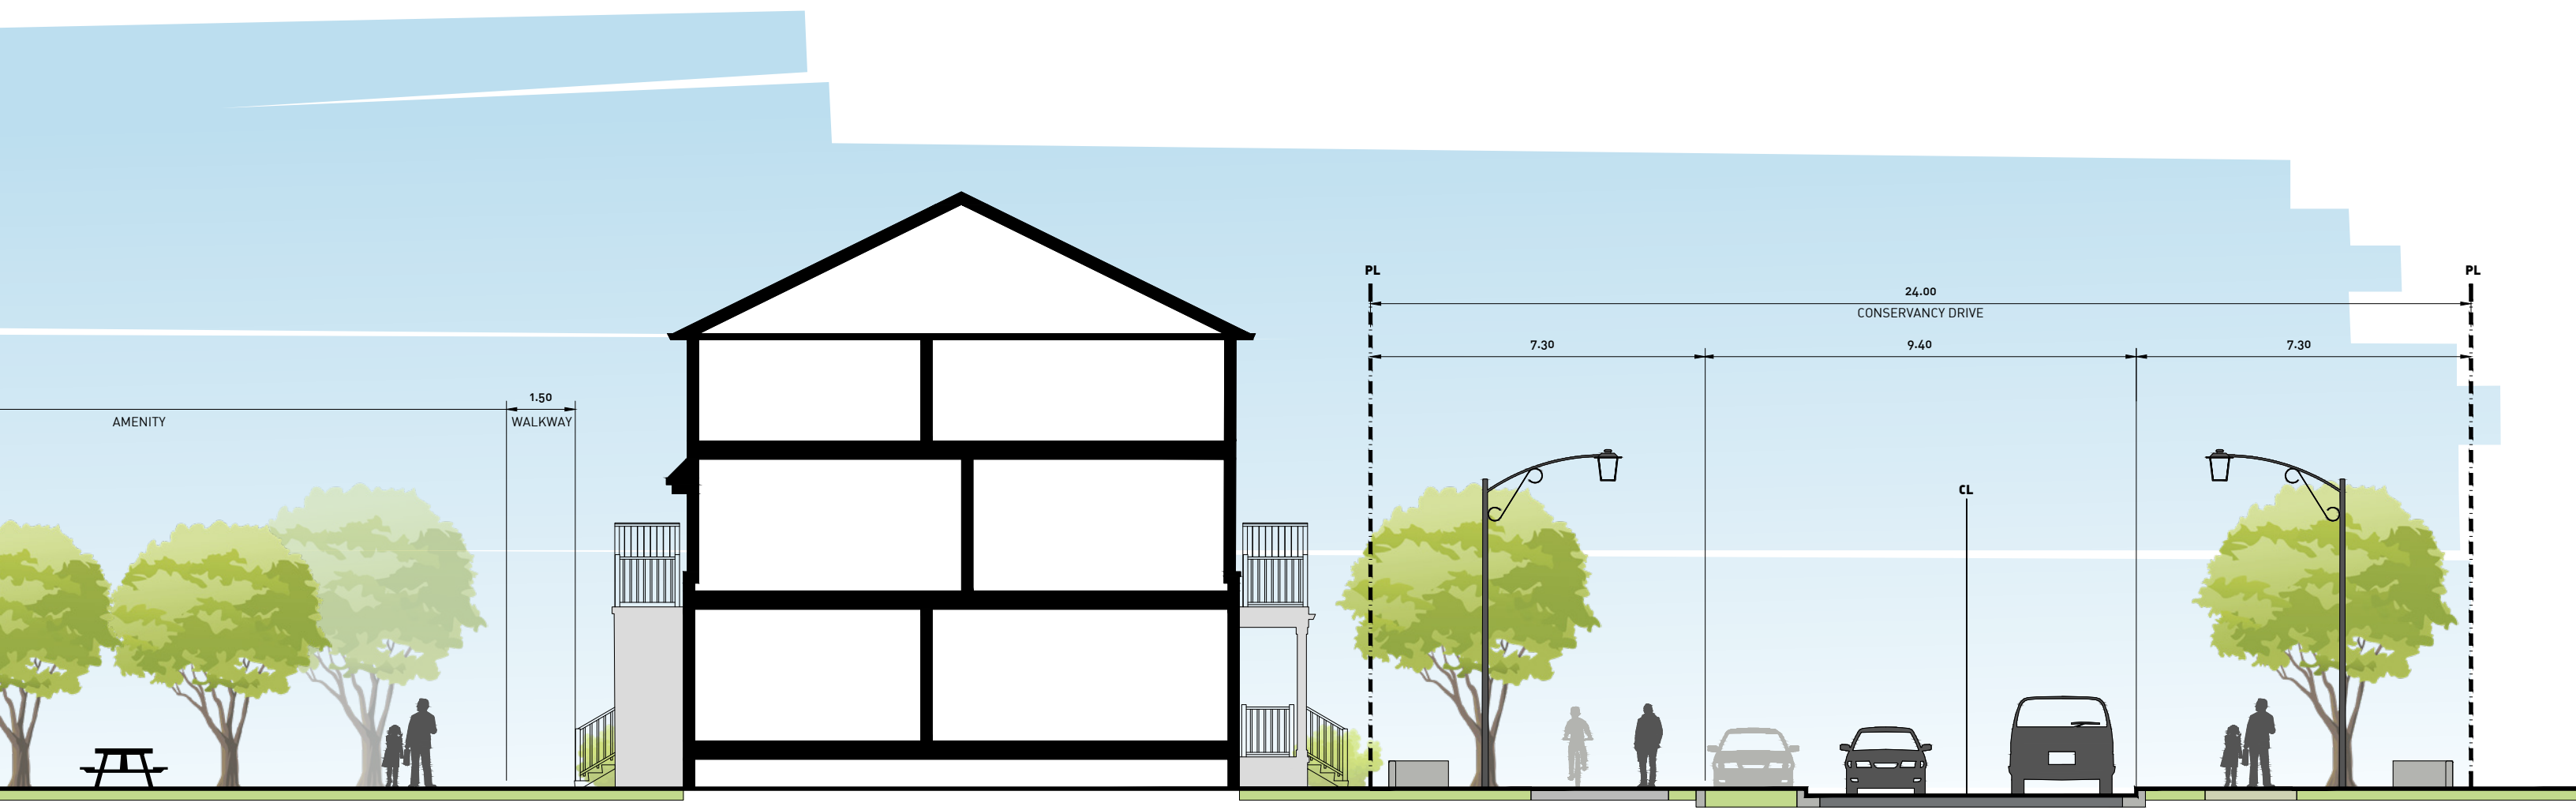 PL
PL
24.00
CONSERVANCY DRIVE
7.30
9.40
7.30
1.50
AMENITY
WALKWAY
CL